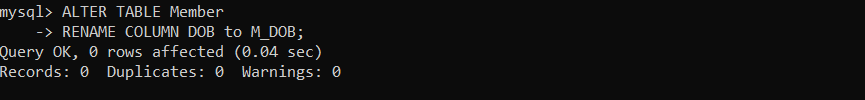 mysql> ALTER TABLE Member
    -> RENAME COLUMN DOB to M_DOB;
Query OK, 0 rows affected (0.04 sec)
Records: 0  Duplicates: 0  Warnings: 0